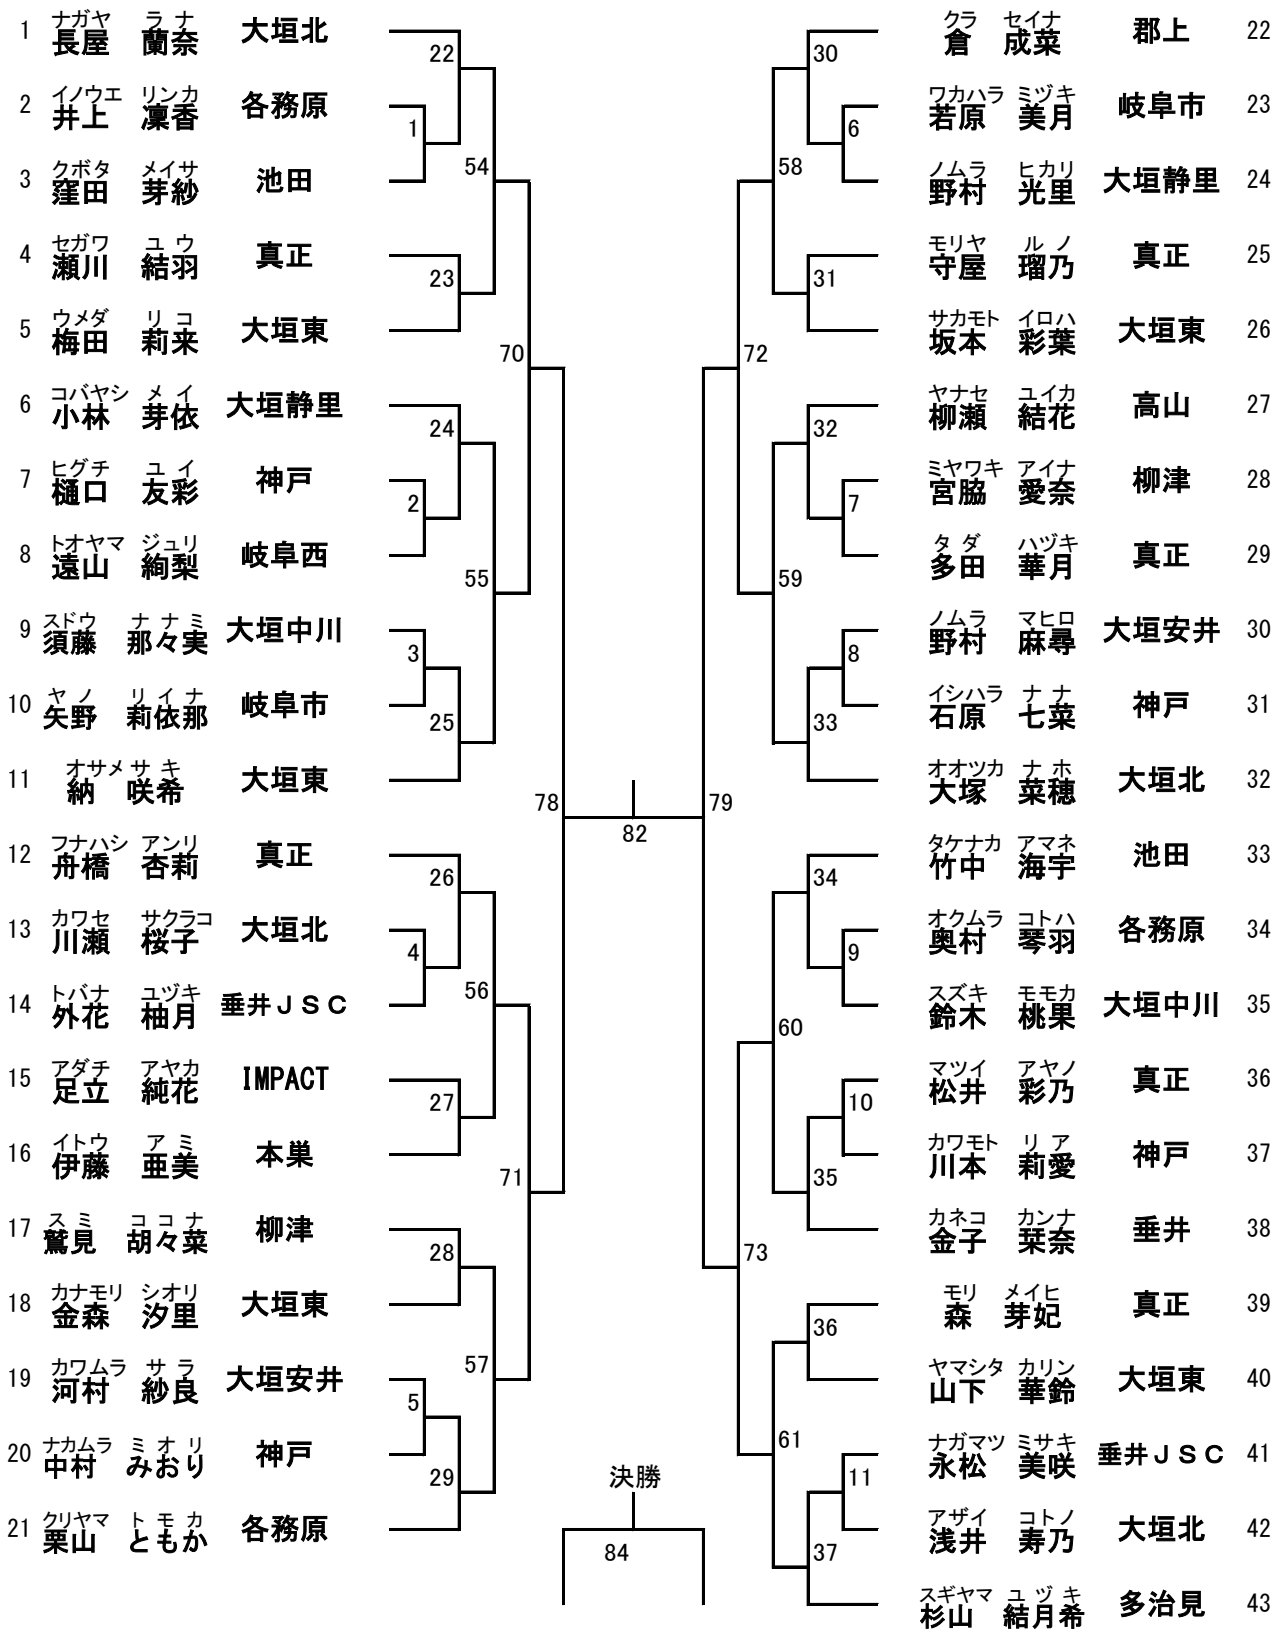 ナガヤ ラナ
1 長屋 蘭奈 大垣北
イノウエ リンカ
2 井上 凜香 各務原
クボタ メイサ
3 窪田 芽紗 池田
セガワ ユウ
4 瀬川 結羽 真正
ウメダ リコ
5 梅田 莉来 大垣東
コバヤシ メイ
6 小林 芽依 大垣静里
ヒグチ ユイ
7 樋口 友彩 神戸
トオヤマ ジュリ
8 遠山 絢梨 岐阜西
スドウ ナナミ
9 須藤 那々実 大垣中川
ヤノ リイナ
10 矢野 莉依那 岐阜市
オサメ サキ
11 納 咲希 大垣東
フナハシ アンリ
12 舟橋 杏莉 真正
カワセ サクラコ
13 川瀬 桜子 大垣北
トバナ ユヅキ
14 外花 柚月 垂井ＪＳＣ
アダチ アヤカ
15 足立 純花 IMPACT
イトウ アミ
16 伊藤 亜美 本巣
スミ ココナ
17 鷲見 胡々菜 柳津
カナモリ シオリ
18 金森 汐里 大垣東
カワムラ サラ
19 河村 紗良 大垣安井
ナカムラ ミオリ
20 中村 みおり 神戸
クリヤマ トモカ
21 栗山 ともか 各務原
22
1
54
23
70
24
2
55
3
25
78
26
4
56
27
71
28
57
5
29
82
決勝
84
30
6
58
31
72
32
7
59
8
33
79
34
9
60
10
35
73
36
61
11
37
クラ セイナ
倉 成菜 郡上 22
ワカハラ ミヅキ
若原 美月 岐阜市 23
ノムラ ヒカリ
野村 光里 大垣静里 24
モリヤ ルノ
守屋 瑠乃 真正 25
サカモト イロハ
坂本 彩葉 大垣東 26
ヤナセ ユイカ
柳瀬 結花 高山 27
ミヤワキ アイナ
宮脇 愛奈 柳津 28
タダ ハヅキ
多田 華月 真正 29
ノムラ マヒロ
野村 麻尋 大垣安井 30
イシハラ ナナ
石原 七菜 神戸 31
オオツカ ナホ
大塚 菜穂 大垣北 32
タケナカ アマネ
竹中 海宇 池田 33
オクムラ コトハ
奥村 琴羽 各務原 34
スズキ モモカ
鈴木 桃果 大垣中川 35
マツイ アヤノ
松井 彩乃 真正 36
カワモト リア
川本 莉愛 神戸 37
カネコ カンナ
金子 栞奈 垂井 38
モリ メイヒ
森 芽妃 真正 39
ヤマシタ カリン
山下 華鈴 大垣東 40
ナガマツ ミサキ
永松 美咲 垂井ＪＳＣ 41
アザイ コトノ
浅井 寿乃 大垣北 42
スギヤマ ユヅキ
杉山 結月希 多治見 43